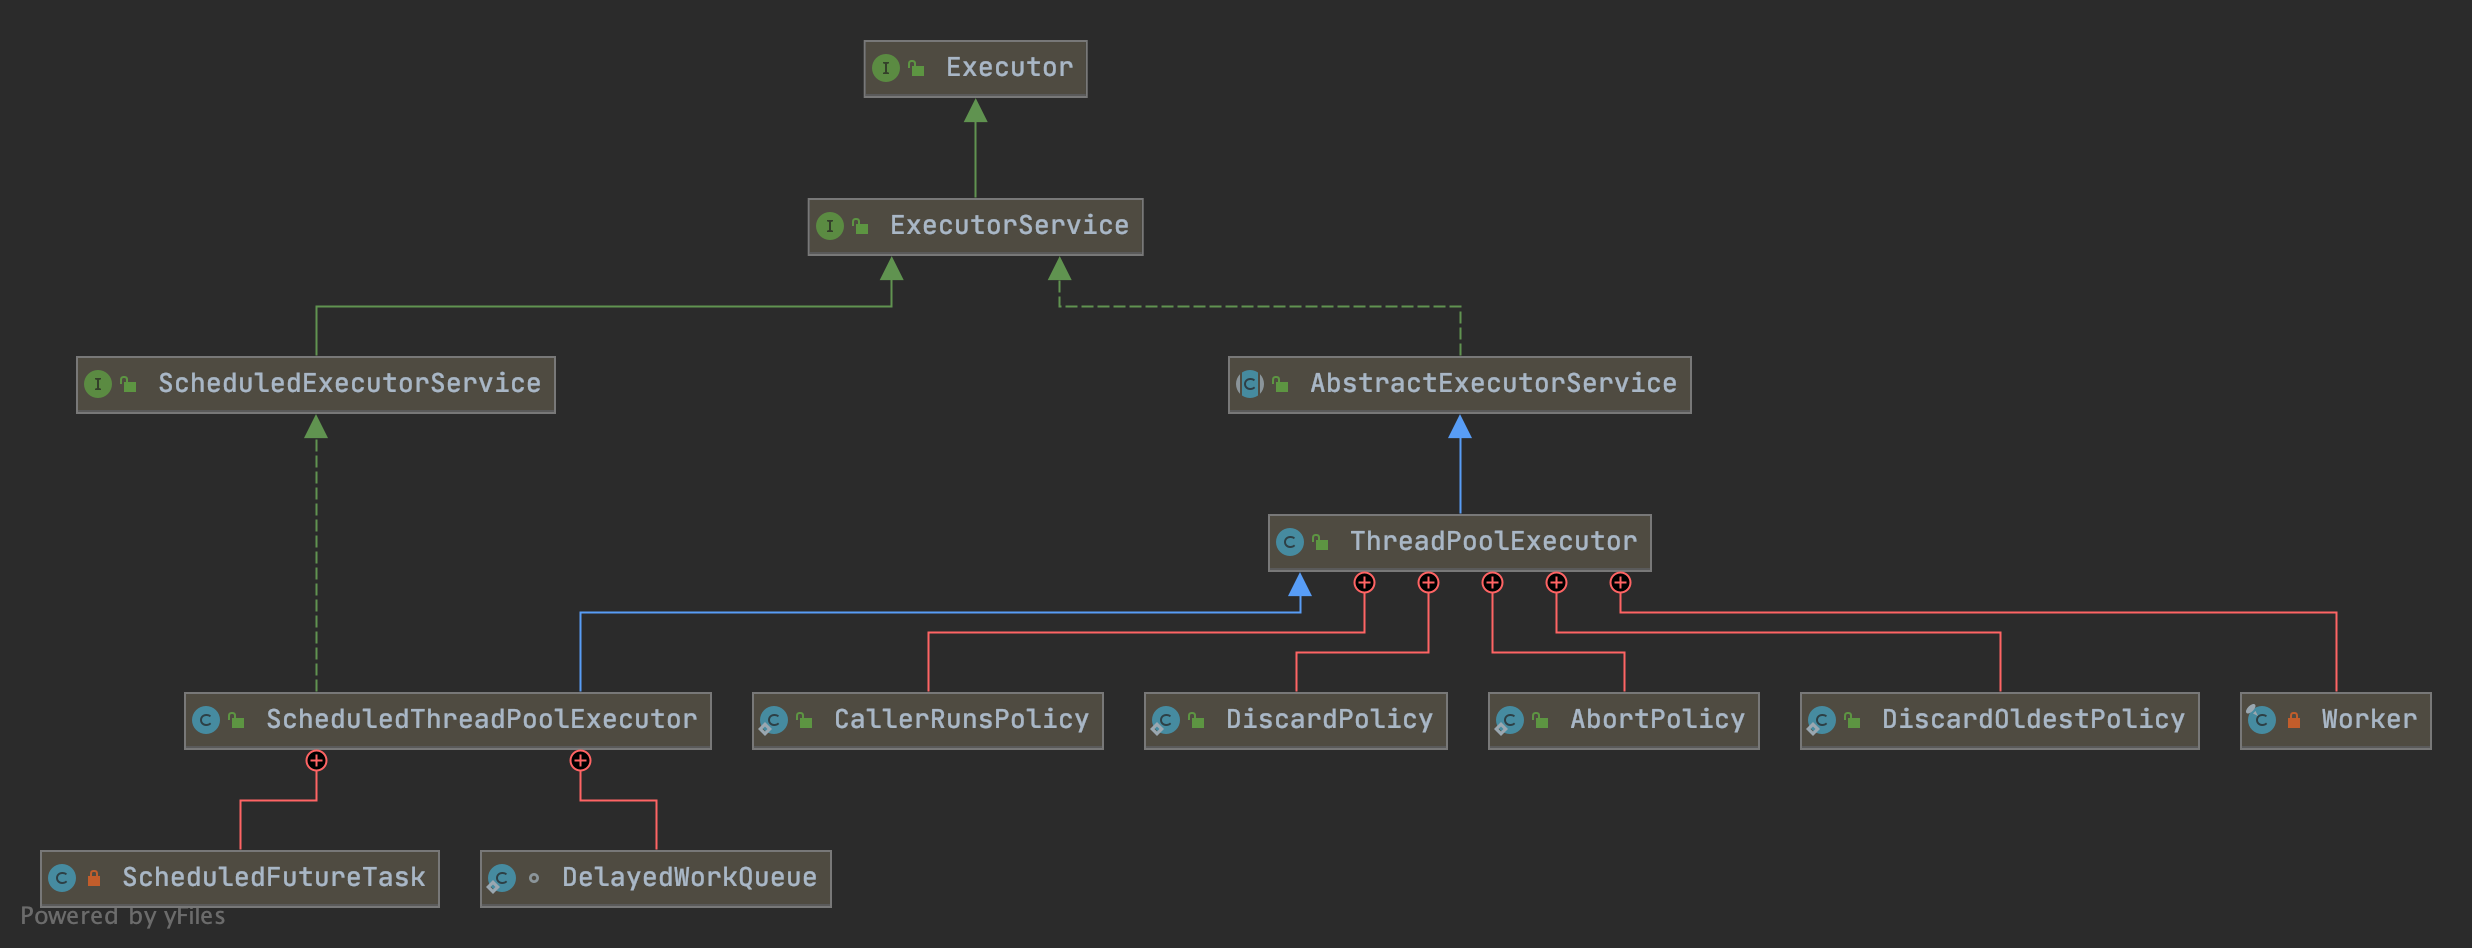 Executor
ExecutorService
ScheduledExecutorService
AbstractExecutorService
ThreadPoolExecutor
ScheduledThreadPoolExecutor
CallerRunsPolicy
DiscardPolicy
AbortPolicy
DiscardOldestPolicy
Worker
ScheduledFutureTask
DelayedWorkQueue
Powered by yFiles